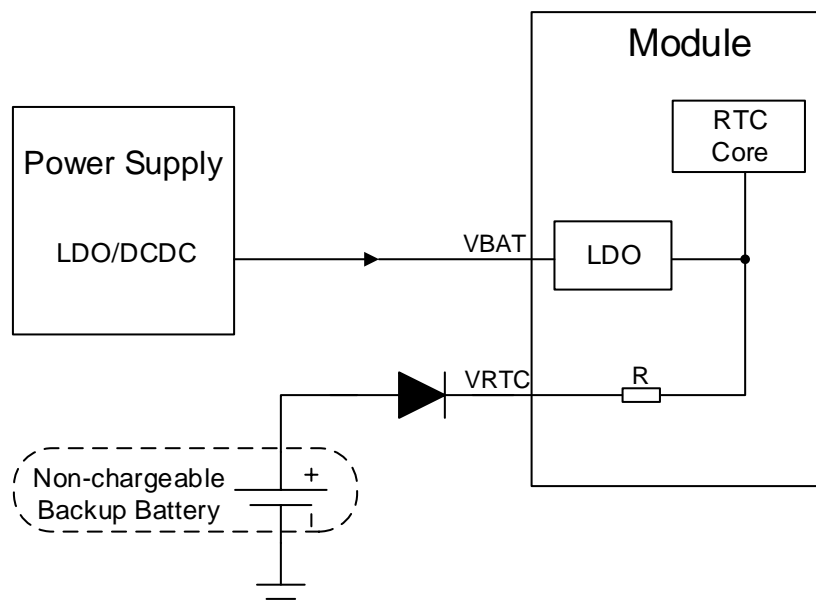 Module
RTC
Core
Power Supply
LDO/DCDC
VBAT
LDO
VRTC
R
Non-chargeable
Backup Battery
+
-